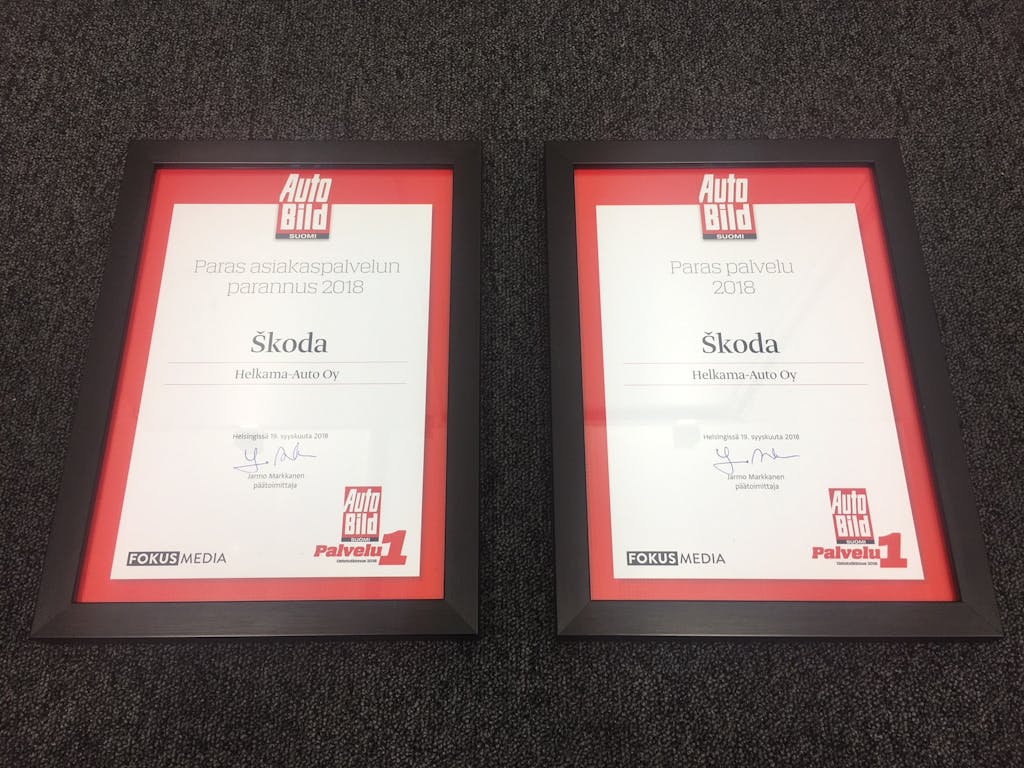 Auto
Bild
SUOMI
Paras asiakaspalvelun
parannus 2018
Škoda
Helkama-Auto Oy
Helsingissä 19. syyskuuta 2018
Jarmo Markkanen
päätoimittaja
Auto
Bild
SUOMI
Palvelu 1
FOKUS MEDIA
Auto
Bild
SUOMI
Paras palvelu
2018
Škoda
Helkama-Auto Oy
Helsingissä 19. syyskuuta 2018
Jarmo Markkanen
päätoimittaja
Auto
Bild
SUOMI
Palvelu 1
FOKUS MEDIA